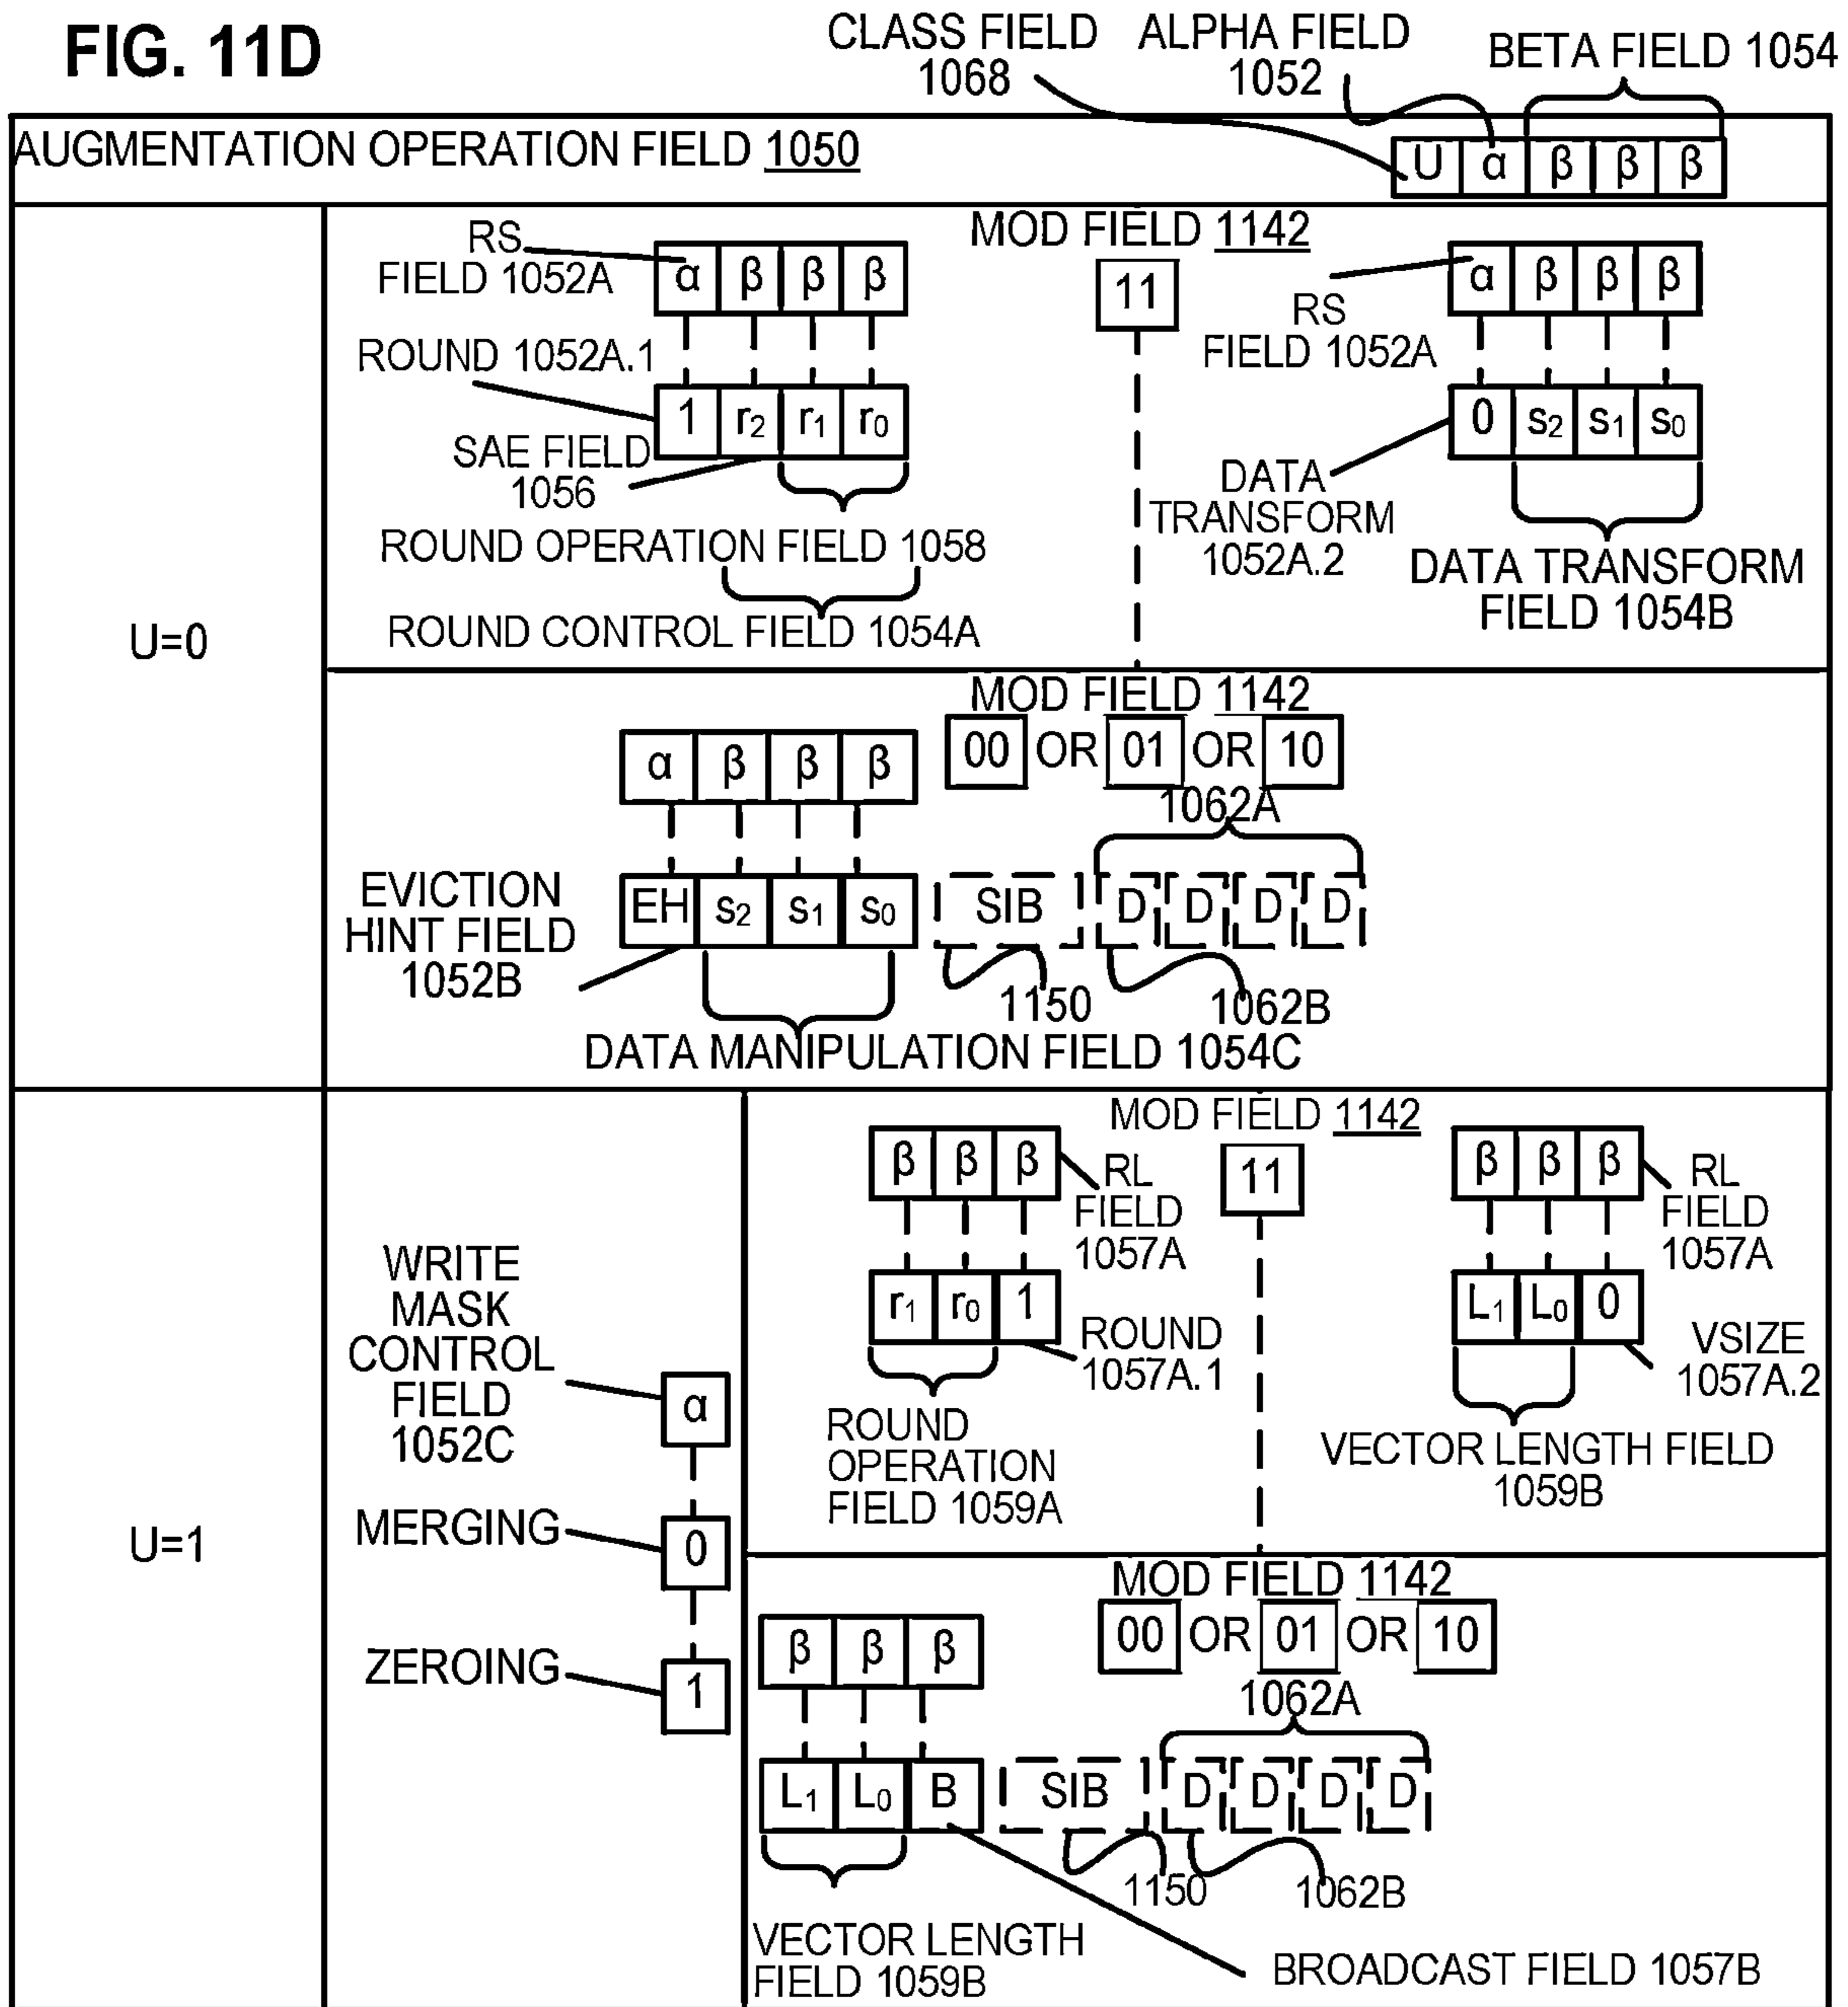 FIG. 11D
CLASS FIELD
1068
ALPHA FIELD
1052
BETA FIELD 1054
AUGMENTATION OPERATION FIELD 1050
U α β β β
U=0
MOD FIELD 1142
11
RS
FIELD 1052A
α β β β
ROUND 1052A.1
1 r2 r1 r0
SAE FIELD
1056
ROUND OPERATION FIELD 1058
ROUND CONTROL FIELD 1054A
α β β β
RS
FIELD 1052A
0 s2 s1 s0
DATA
TRANSFORM
1052A.2
DATA TRANSFORM
FIELD 1054B
MOD FIELD 1142
00 OR 01 OR 10
α β β β
1062A
EVICTION
HINT FIELD
1052B
EH s2 s1 s0
SIB
D D D D
1150
1062B
DATA MANIPULATION FIELD 1054C
U=1
WRITE
MASK
CONTROL
FIELD
1052C
α
MERGING
0
ZEROING
1
MOD FIELD 1142
11
β β β
RL
FIELD
1057A
r1 r0 1
ROUND
1057A.1
ROUND
OPERATION
FIELD 1059A
β β β
RL
FIELD
1057A
L1 L0 0
VSIZE
1057A.2
VECTOR LENGTH FIELD
1059B
MOD FIELD 1142
00 OR 01 OR 10
β β β
1062A
L1 L0 B
SIB
D D D D
1150
1062B
VECTOR LENGTH
FIELD 1059B
BROADCAST FIELD 1057B